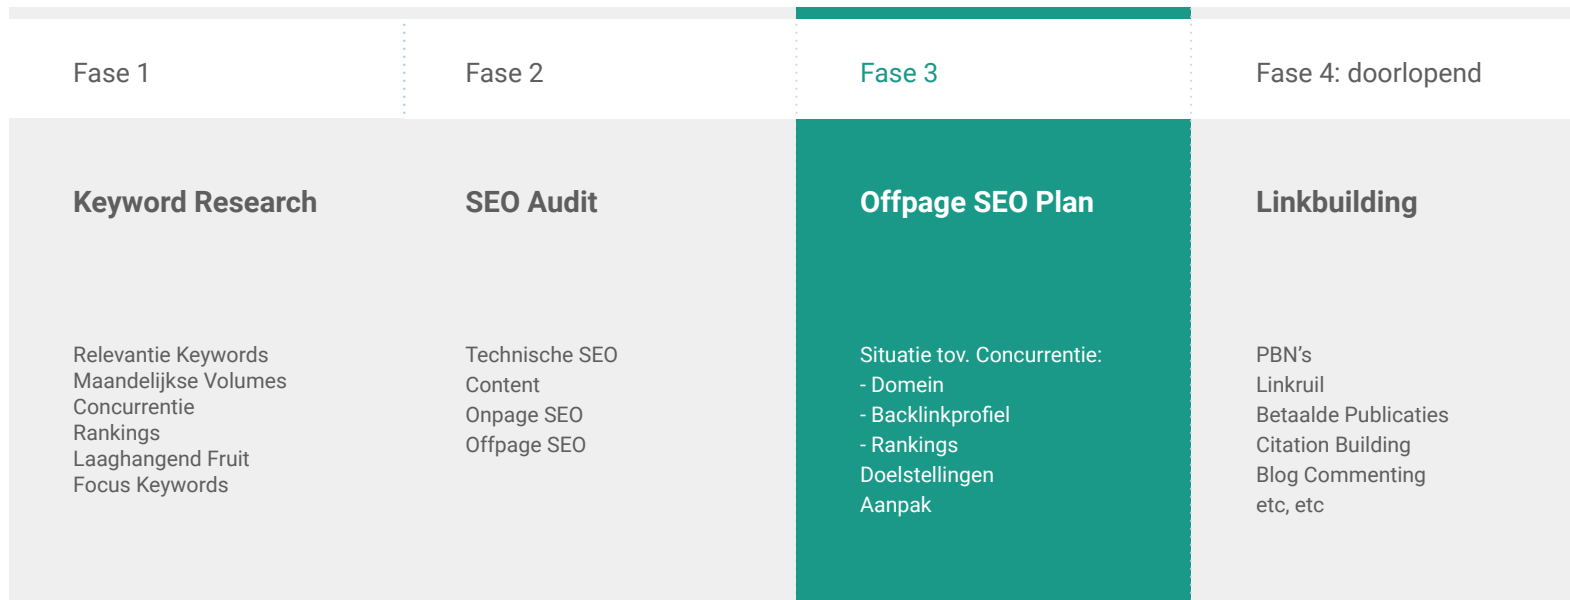 Fase 1
Fase 2
Fase 3
Fase 4: doorlopend
Keyword Research
SEO Audit
Offpage SEO Plan
Linkbuilding
Relevantie Keywords
Maandelijkse Volumes
Concurrentie
Rankings
Laaghangend Fruit
Focus Keywords
Technische SEO
Content
Onpage SEO
Offpage SEO
Situatie tov. Concurrentie:
- Domein
- Backlinkprofiel
- Rankings
Doelstellingen
Aanpak
PBN’s
Linkruil
Betaalde Publicaties
Citation Building
Blog Commenting
etc, etc